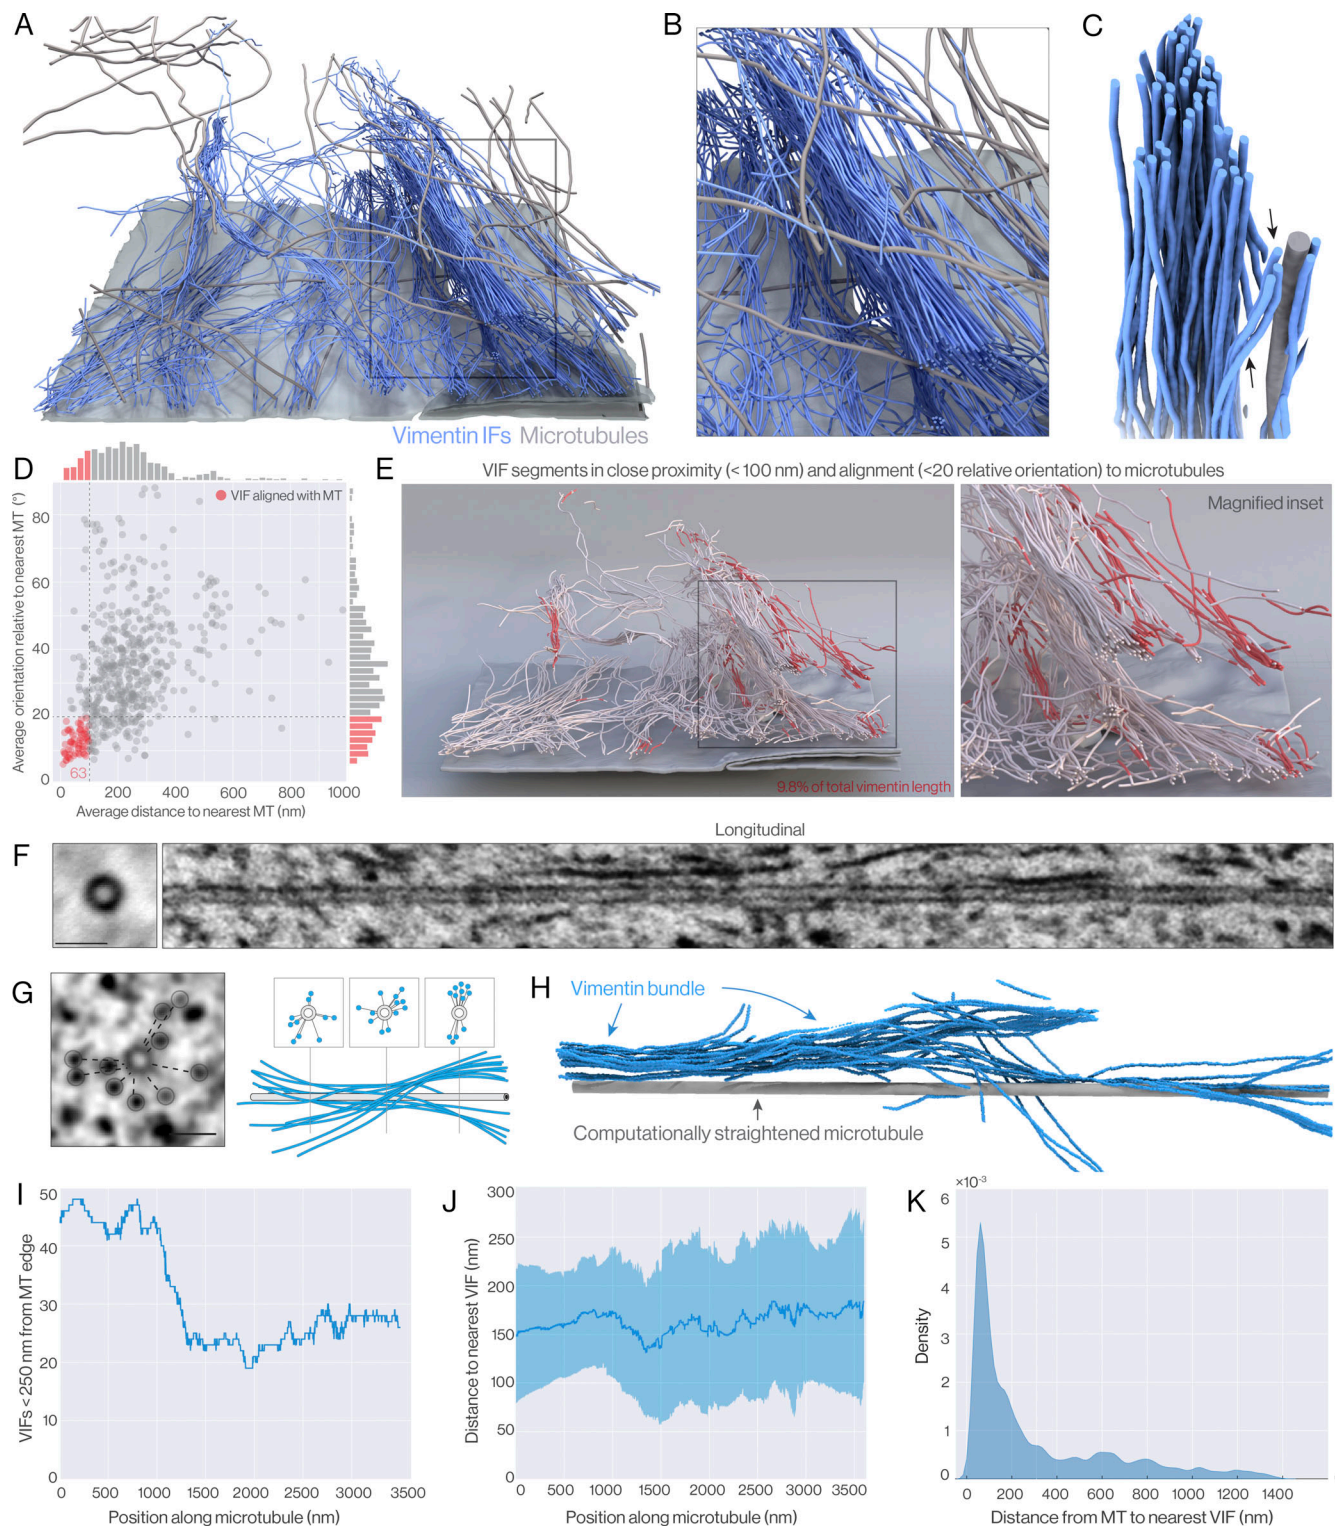 A
B
C
Vimentin IFs Microtubules
D
VIF aligned with MT
Average orientation relative to nearest MT (°)
80
60
40
20
0
63
0 200 400 600 800 1000
Average distance to nearest MT (nm)
E
VIF segments in close proximity (<100 nm) and alignment (<20 relative orientation) to microtubules
9.8% of total vimentin length
Magnified inset
F
Longitudinal
G
H
Vimentin bundle
Computationally straightened microtubule
I
VIFs <250 nm from MT edge
50
40
30
20
10
0
0 500 1000 1500 2000 2500 3000 3500
Position along microtubule (nm)
J
Distance to nearest VIF (nm)
300
250
200
150
100
50
0
0 500 1000 1500 2000 2500 3000 3500
Position along microtubule (nm)
K
×10⁻³
Density
6
5
4
3
2
1
0
0 200 400 600 800 1000 1200 1400
Distance from MT to nearest VIF (nm)